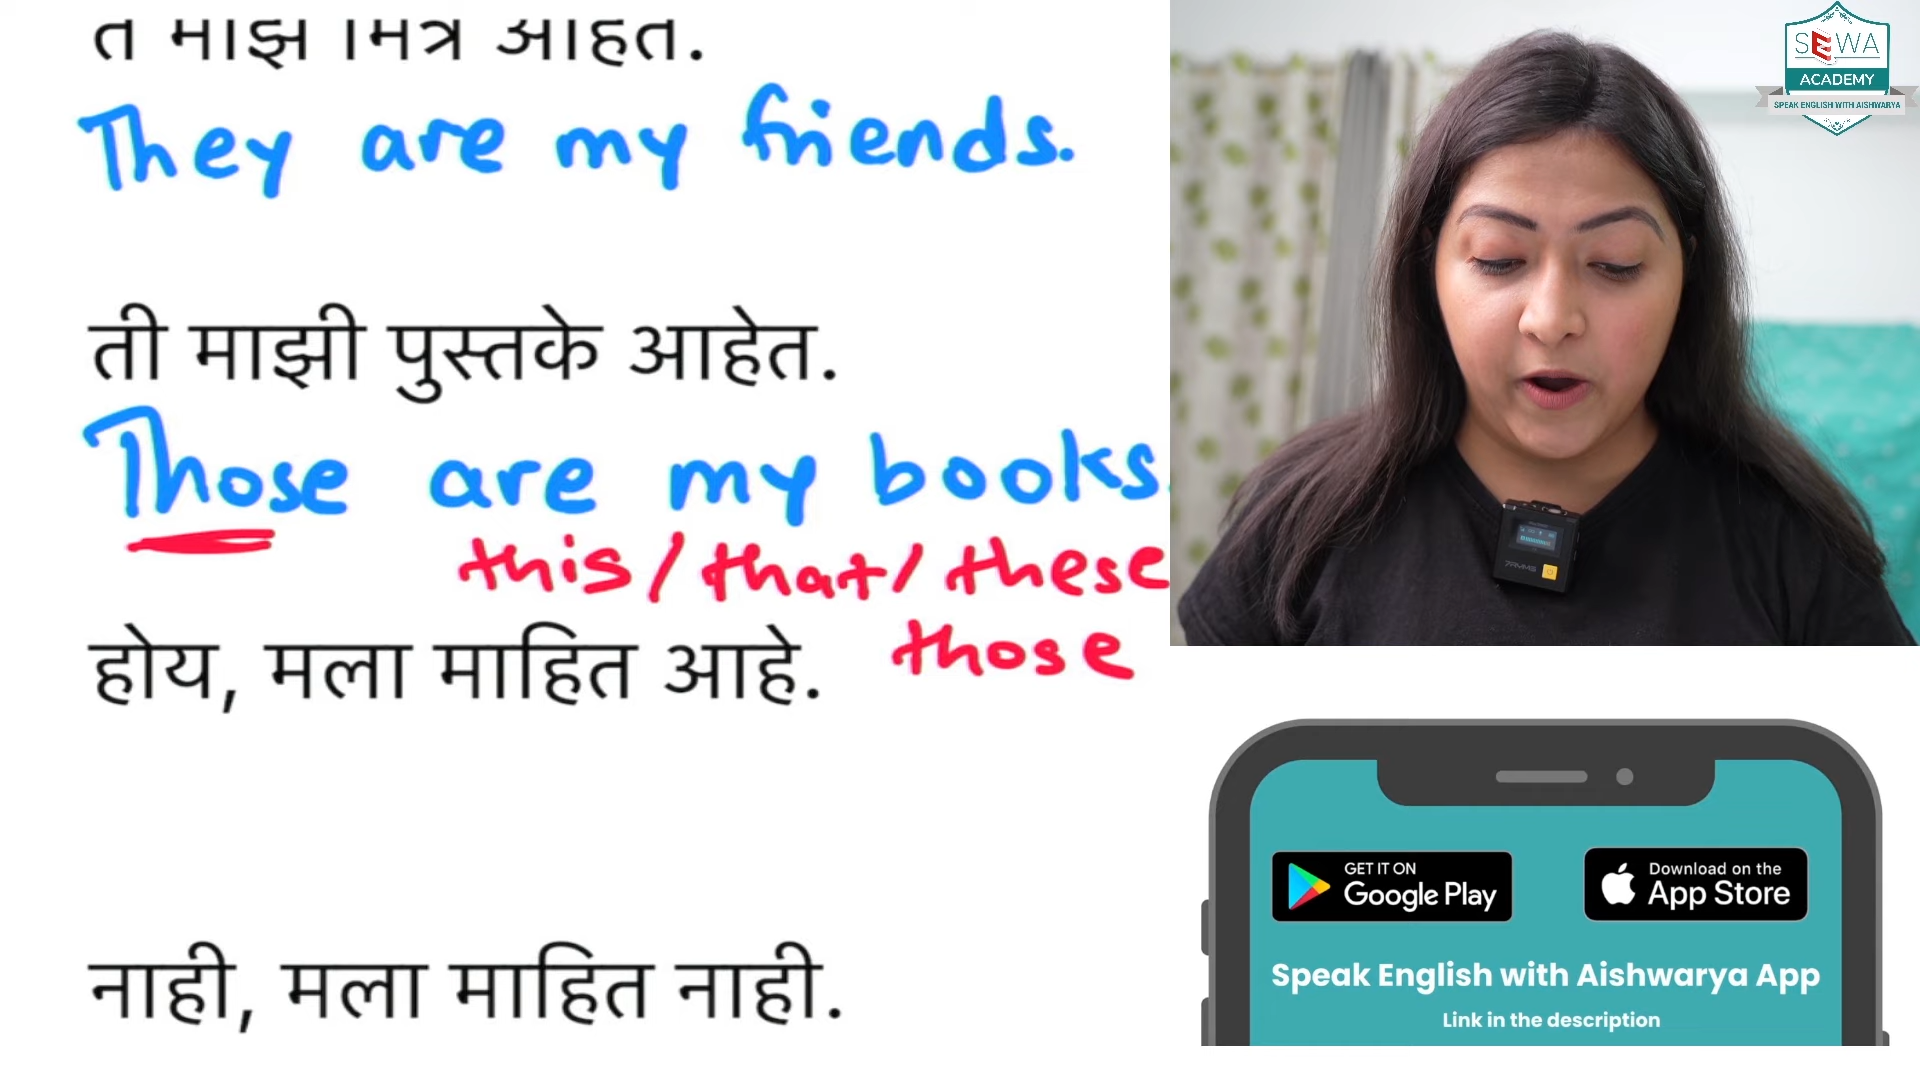 ते माझे मित्र आहेत.
They are my friends.
ती माझी पुस्तके आहेत.
Those are my books.
this / that / these
those
होय, मला माहित आहे.
नाही, मला माहित नाही.
SEWA
ACADEMY
SPEAK ENGLISH WITH AISHWARYA
GET IT ON
Google Play
Download on the
App Store
Speak English with Aishwarya App
Link in the description